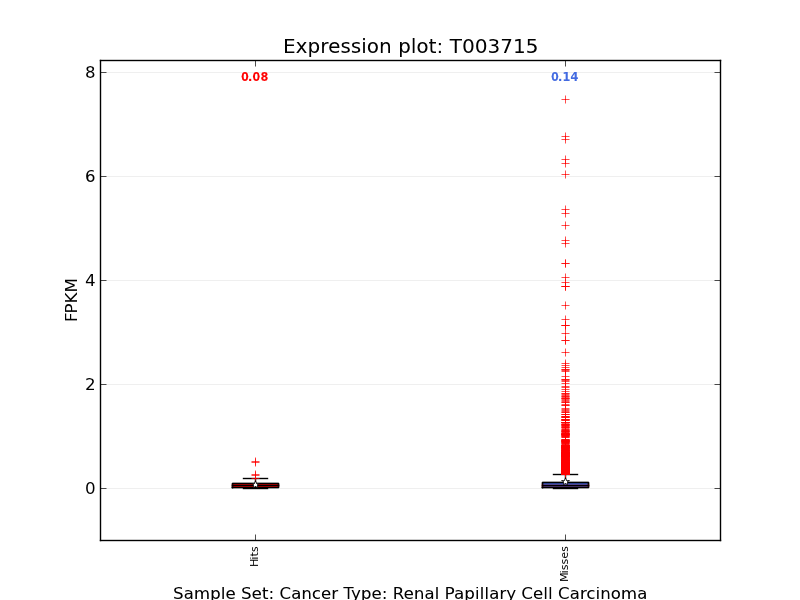 Expression plot: T003715
0.08
0.14
8
6
4
2
0
FPKM
Hits
Misses
Sample Set: Cancer Type: Renal Papillary Cell Carcinoma